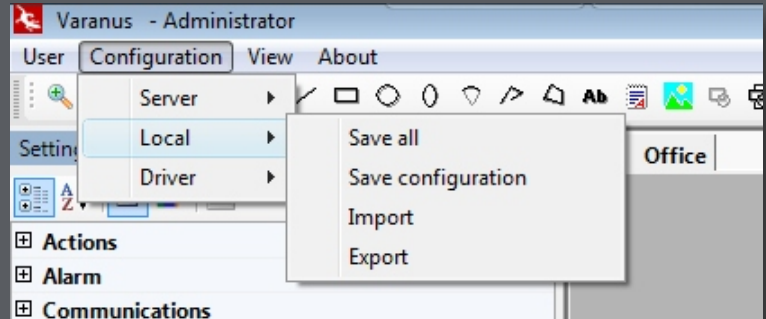 Varanus - Administrator
User Configuration View About
Server
Ab
Local
Save all
Office
Driver
Save configuration
A
Z
Import
Actions
Export
Alarm
Communications